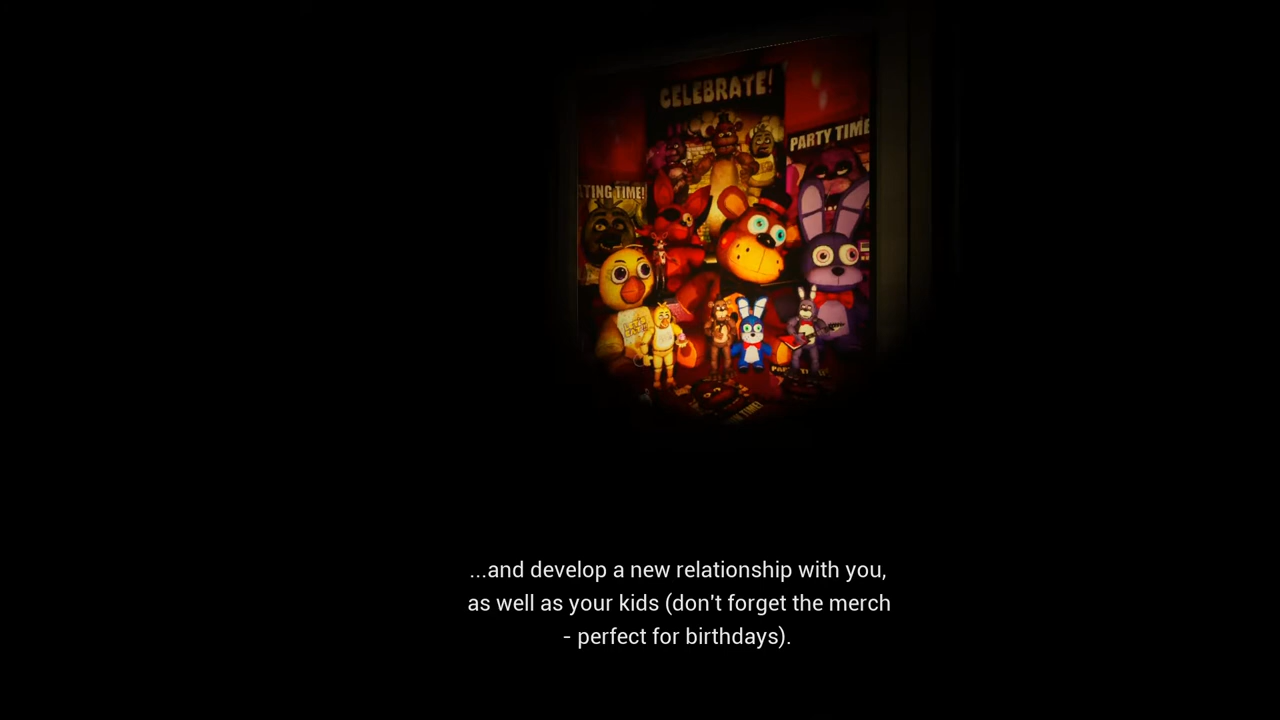 CELEBRATE!
PARTY TIME
TING TIME!
...and develop a new relationship with you,
as well as your kids (don't forget the merch
- perfect for birthdays).